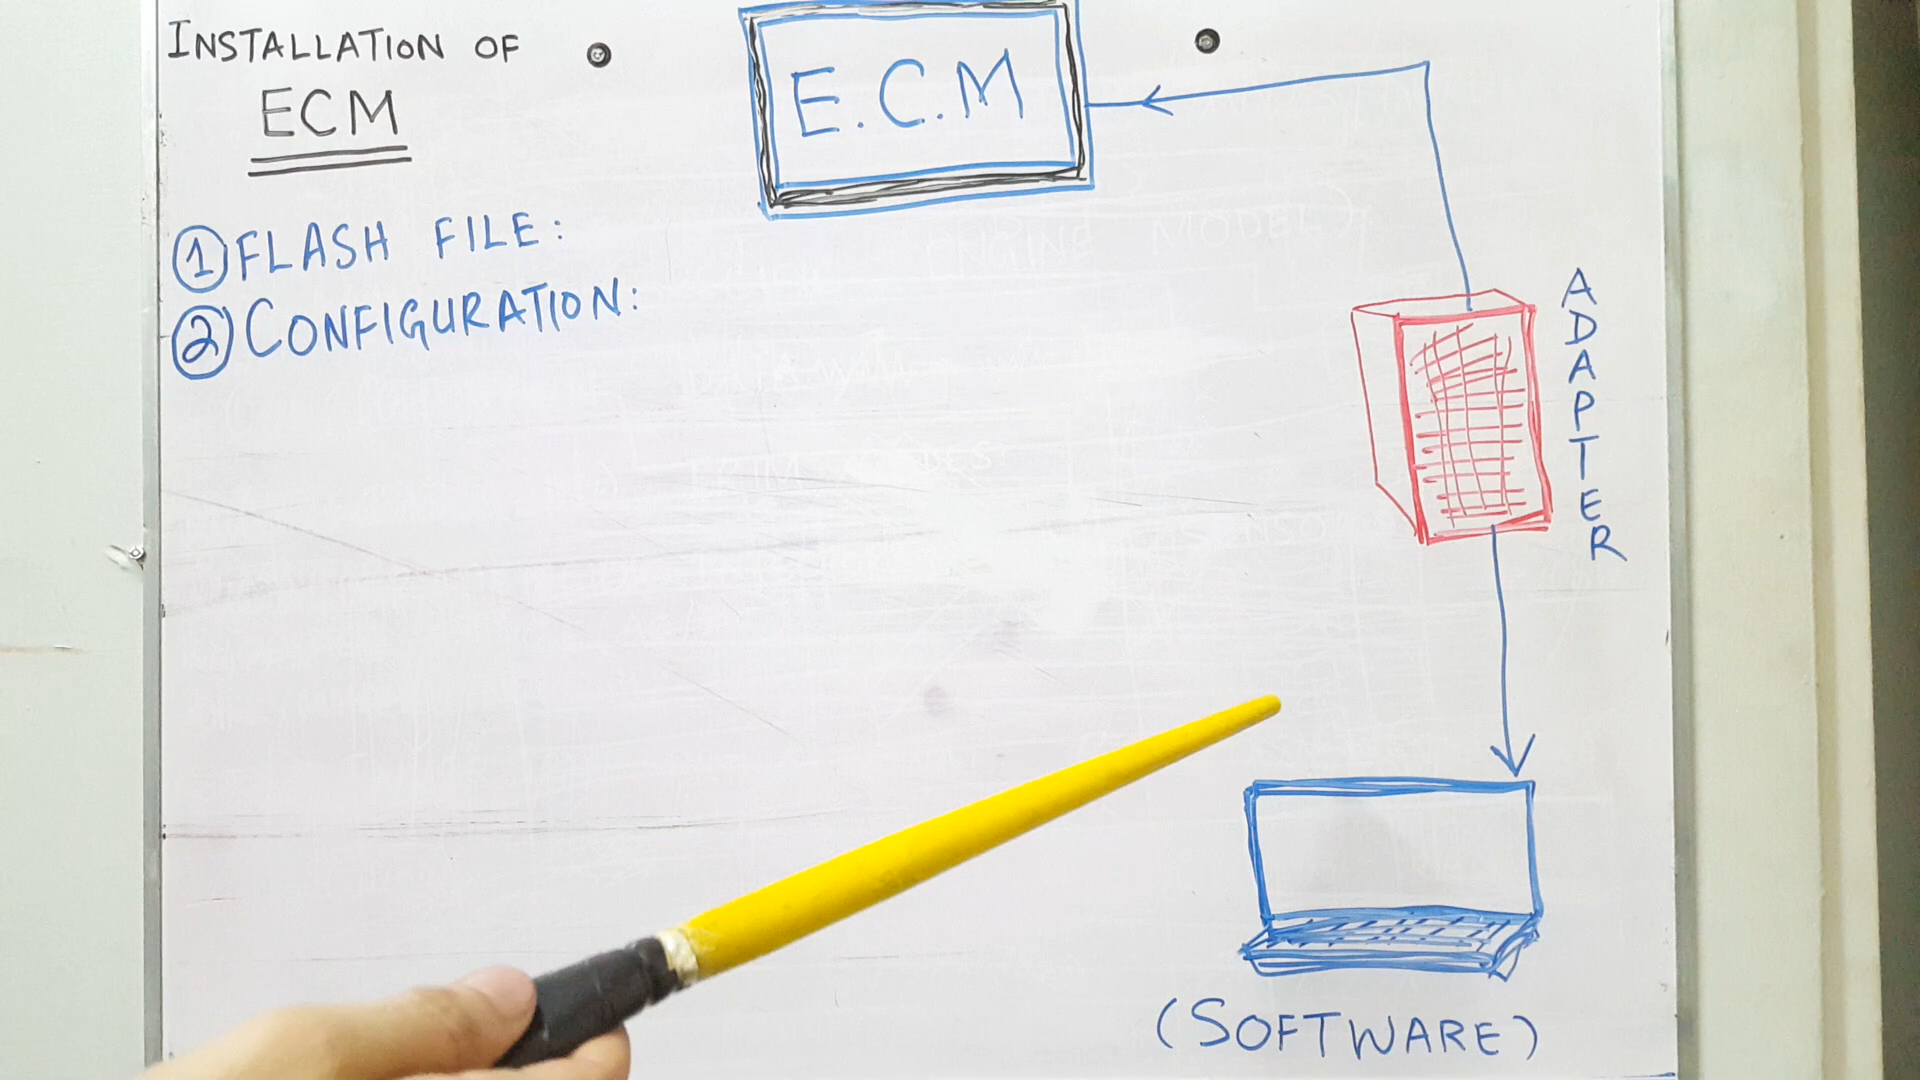 INSTALLATION OF
ECM
E.C.M
① FLASH FILE:
② CONFIGURATION:
ADAPTER
(SOFTWARE)